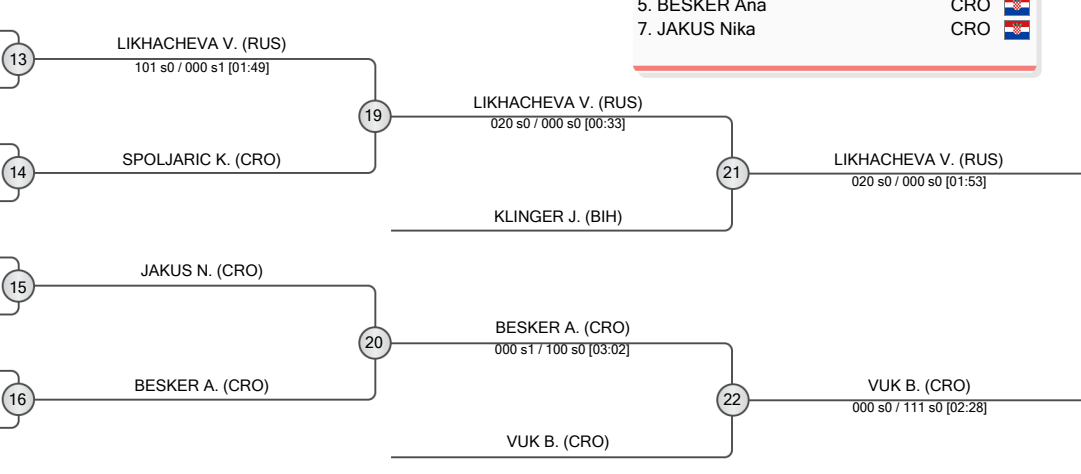 5. BESKER Ana CRO
7. JAKUS Nika CRO
LIKHACHEVA V. (RUS)
13
101 s0 / 000 s1 [01:49]
LIKHACHEVA V. (RUS)
19
020 s0 / 000 s0 [00:33]
SPOLJARIC K. (CRO)
14
LIKHACHEVA V. (RUS)
21
020 s0 / 000 s0 [01:53]
KLINGER J. (BIH)
JAKUS N. (CRO)
15
BESKER A. (CRO)
20
000 s1 / 100 s0 [03:02]
BESKER A. (CRO)
16
VUK B. (CRO)
22
000 s0 / 111 s0 [02:28]
VUK B. (CRO)